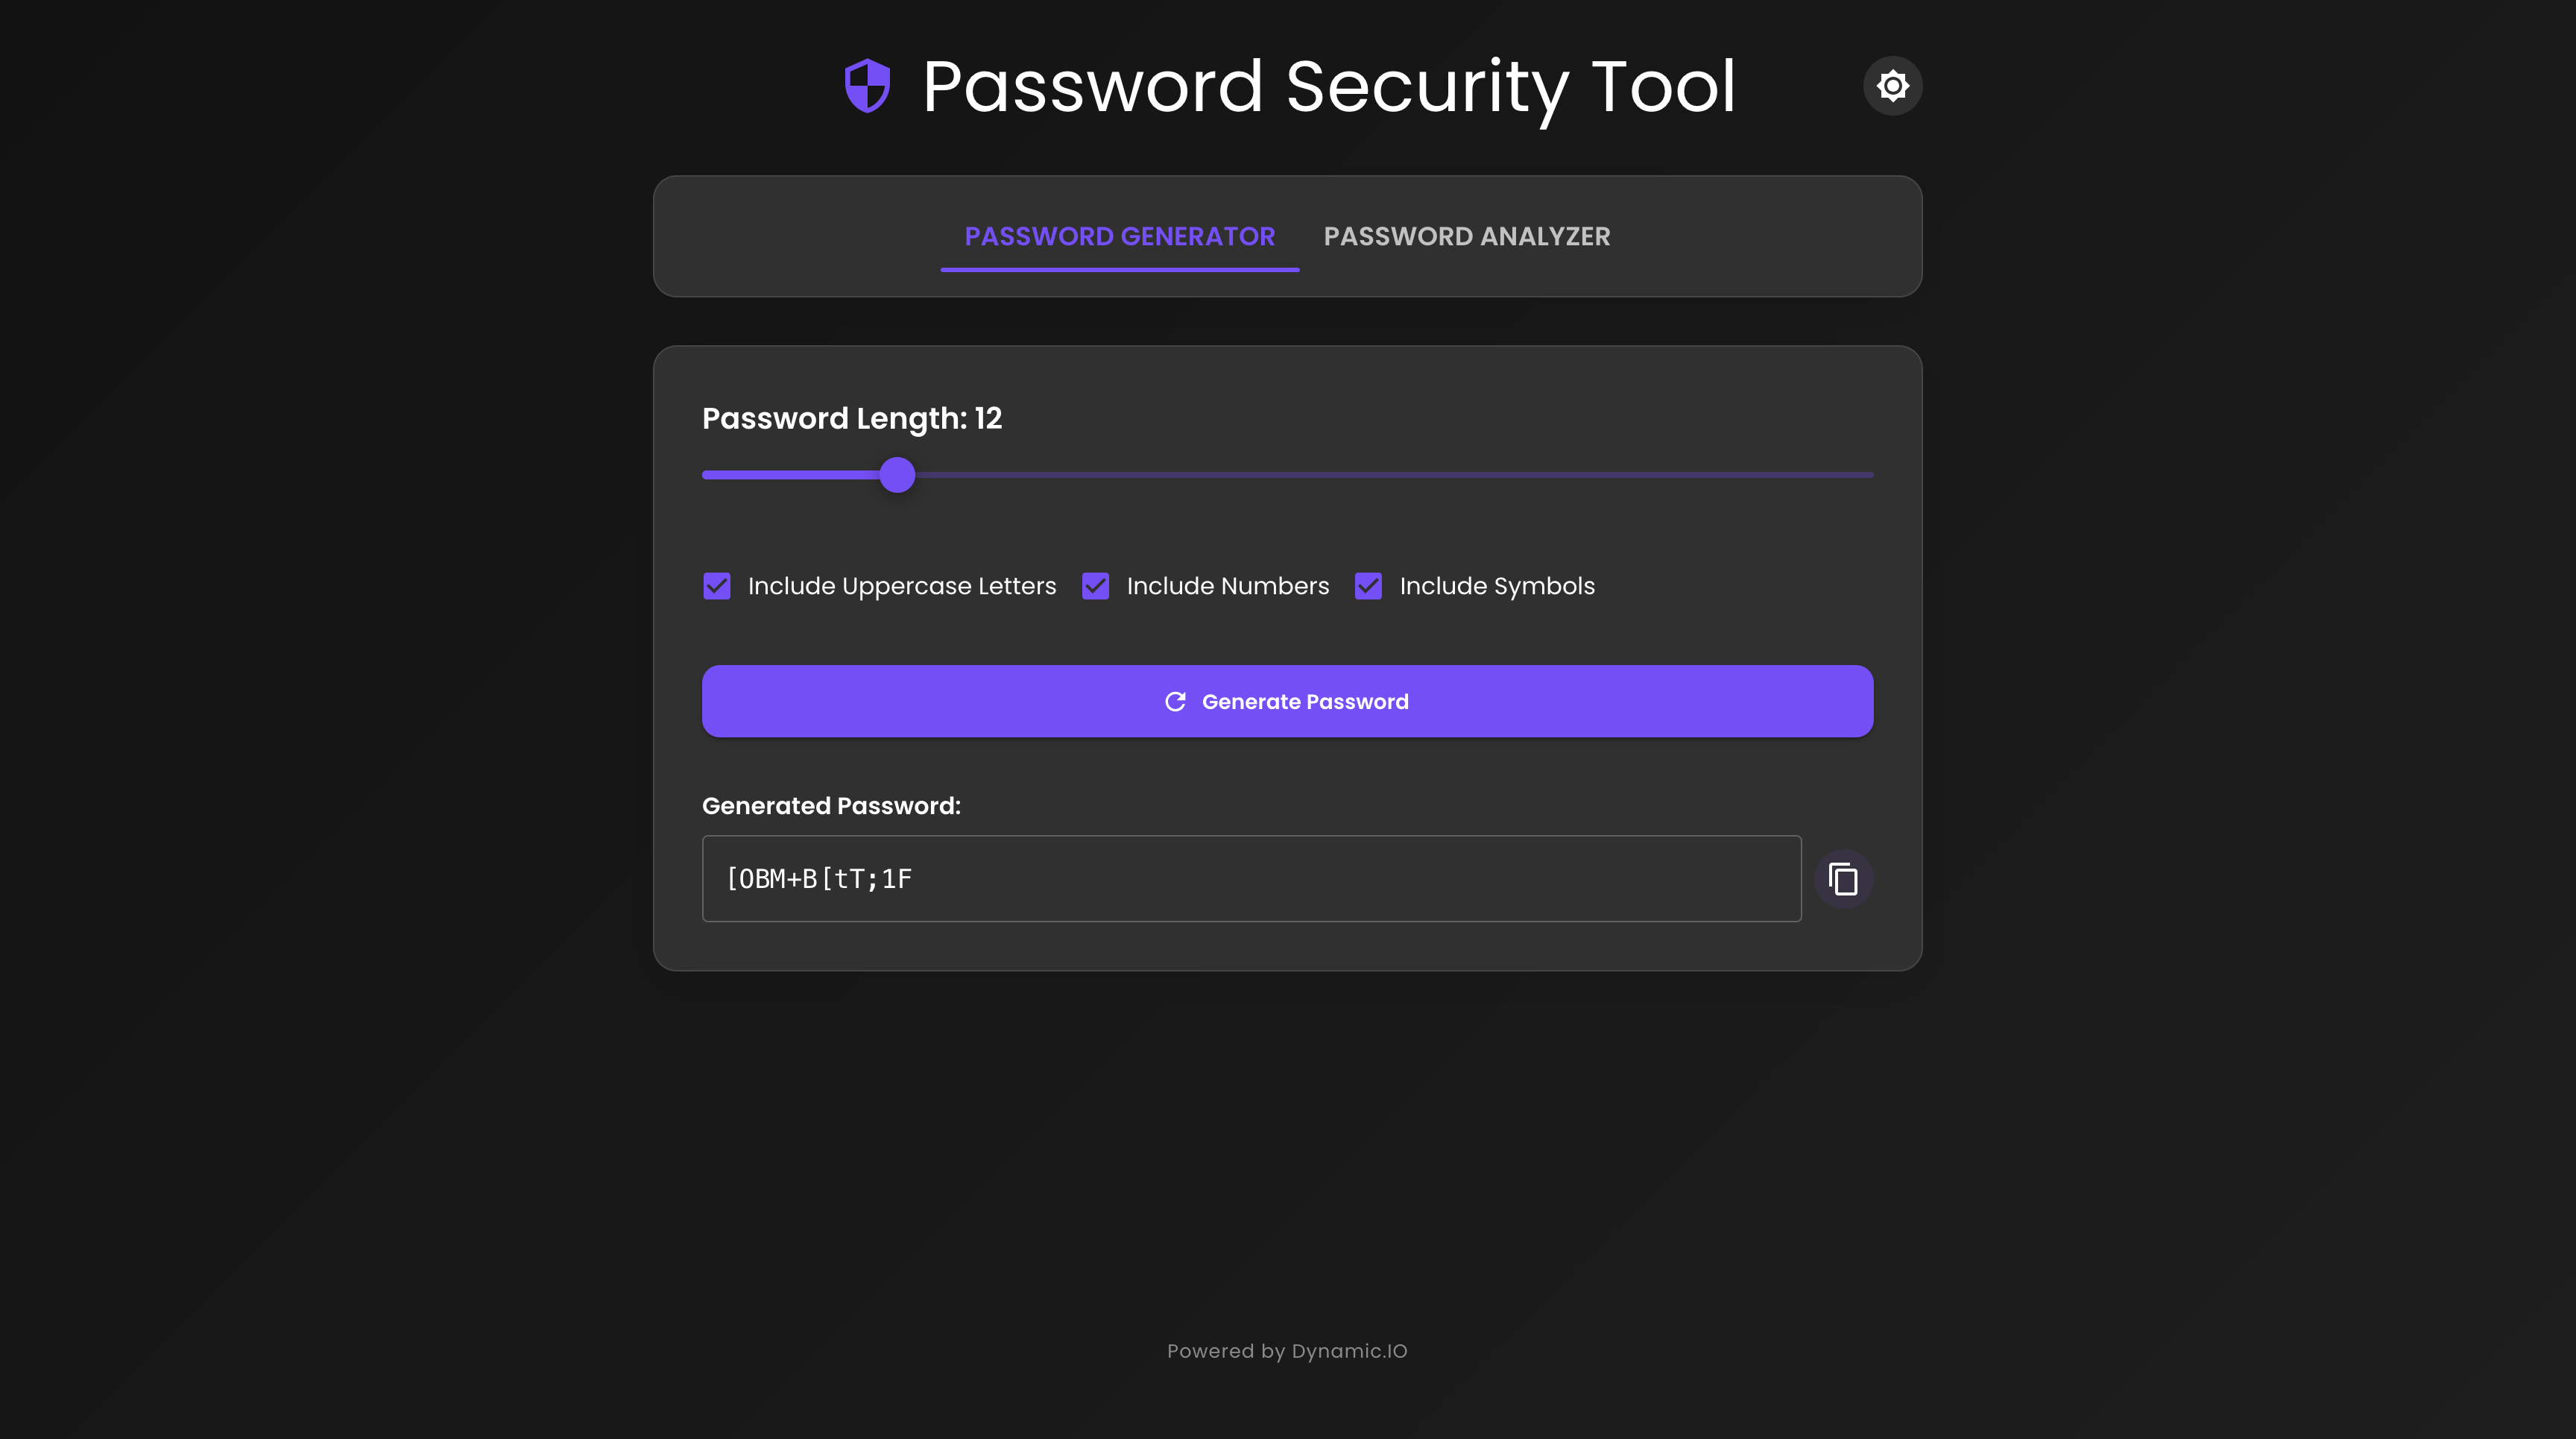 Password Security Tool
PASSWORD GENERATOR PASSWORD ANALYZER
Password Length: 12
Include Uppercase Letters Include Numbers Include Symbols
Generate Password
Generated Password:
[OBM+B[tT;1F
Powered by Dynamic.IO